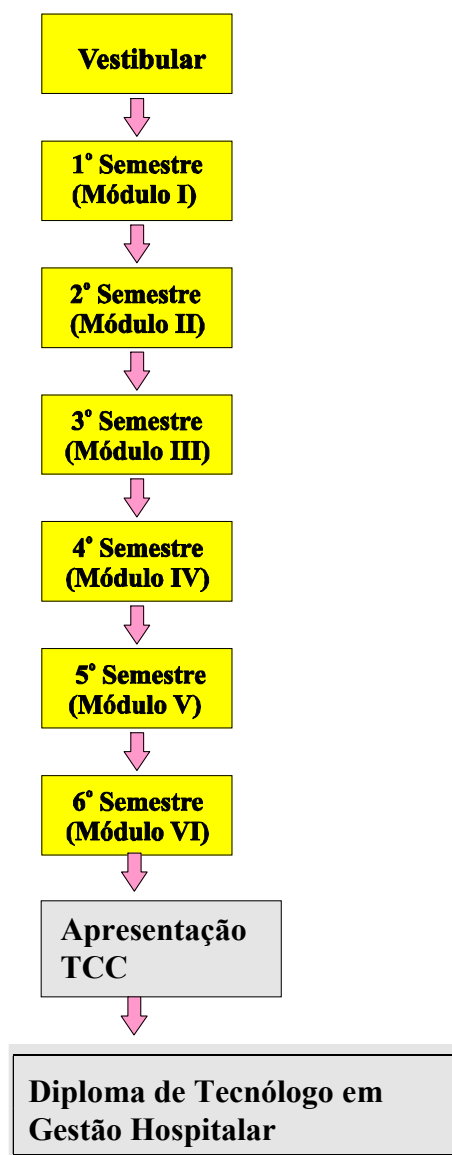 Vestibular
1º Semestre
(Módulo I)
2º Semestre
(Módulo II)
3º Semestre
(Módulo III)
4º Semestre
(Módulo IV)
5º Semestre
(Módulo V)
6º Semestre
(Módulo VI)
Apresentação
TCC
Diploma de Tecnólogo em
Gestão Hospitalar